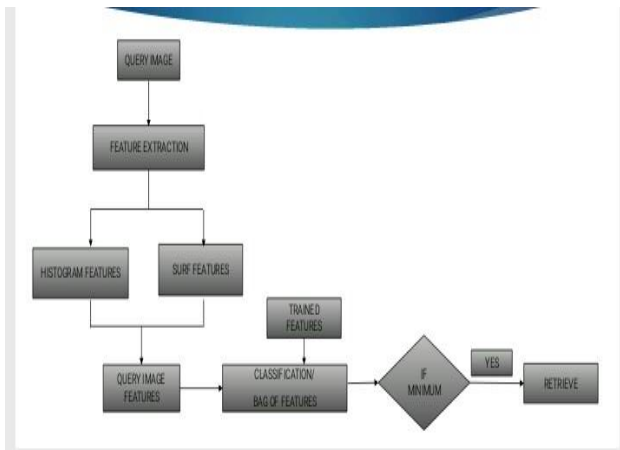 QUERY IMAGE
FEATURE EXTRACTION
HISTOGRAM FEATURES
SURF FEATURES
TRAINED
FEATURES
QUERY IMAGE
FEATURES
CLASSIFICATION/
BAG OF FEATURES
IF
MINIMUM
YES
RETRIEVE